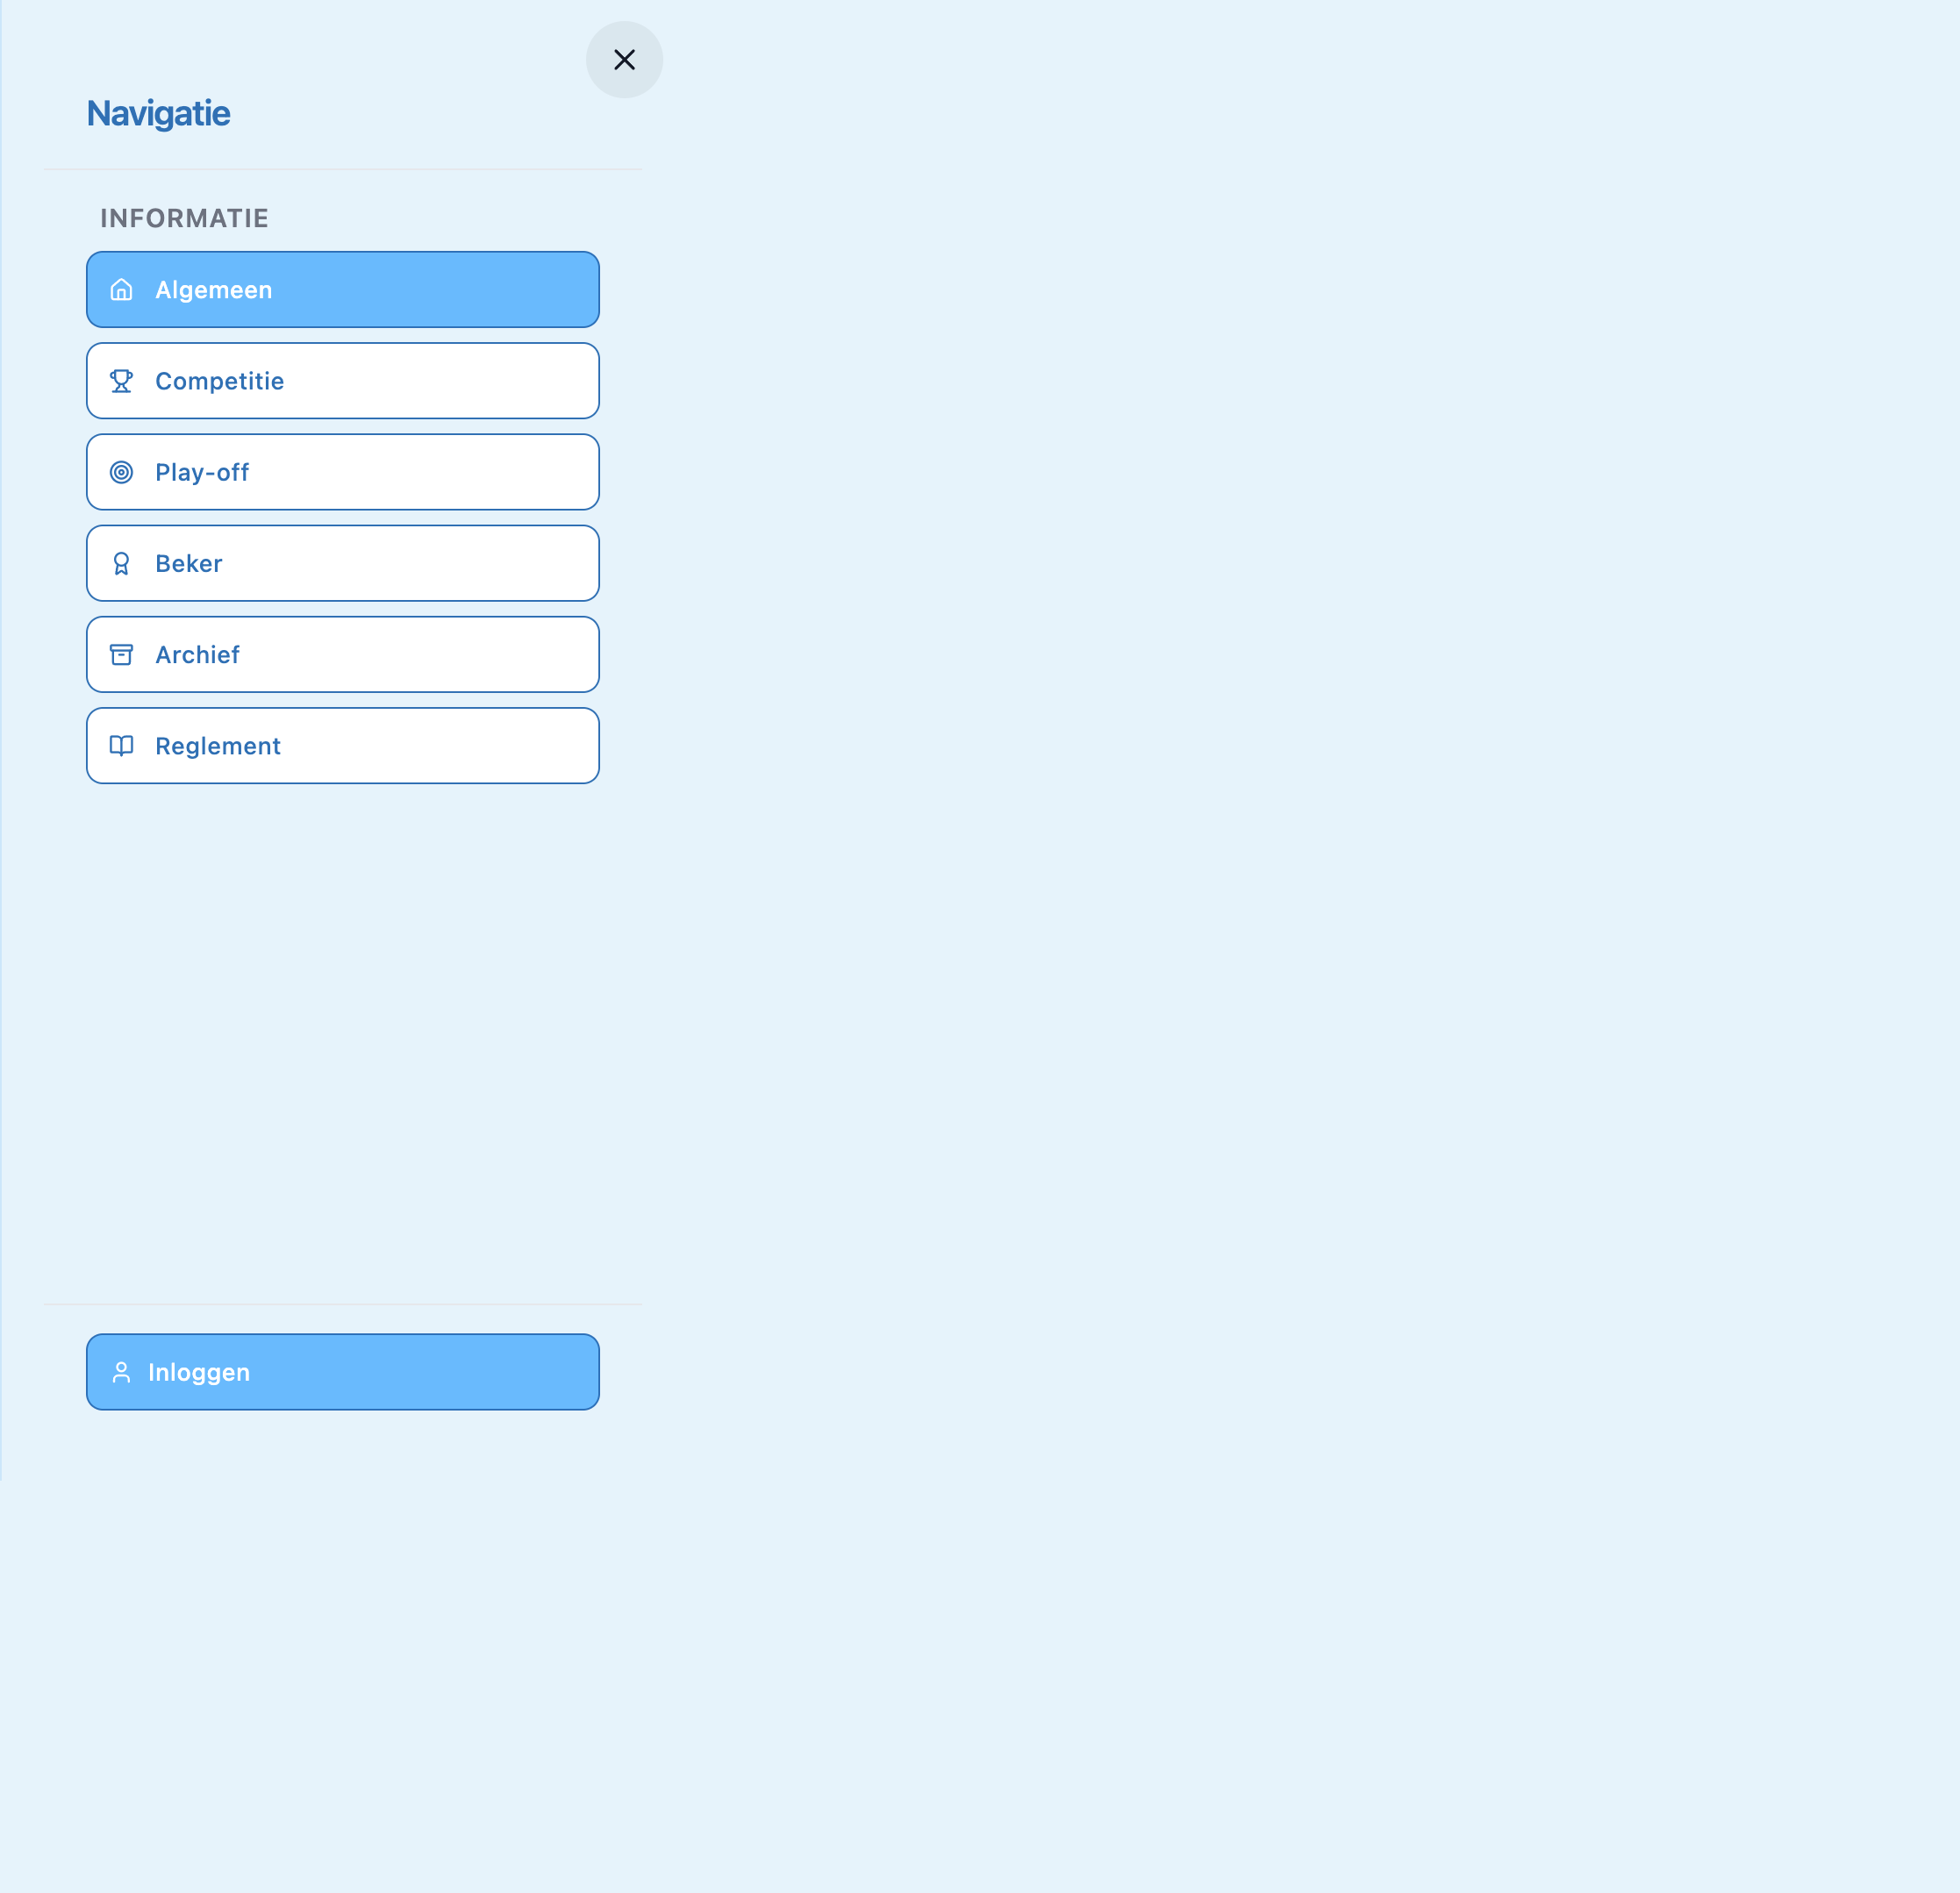 Navigatie
INFORMATIE
Algemeen
Competitie
Play-off
Beker
Archief
Reglement
Inloggen